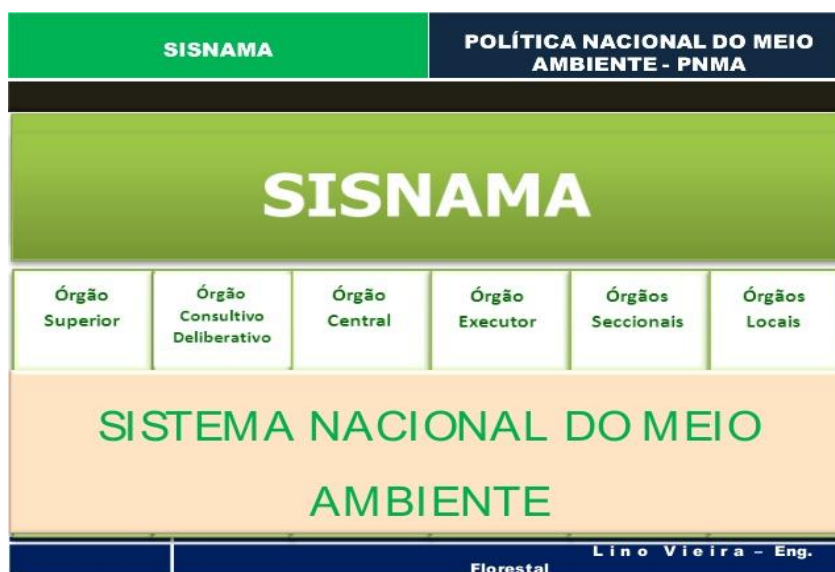 SISNAMA
POLÍTICA NACIONAL DO MEIO
AMBIENTE - PNMA
SISNAMA
Órgão
Superior
Órgão
Consultivo
Deliberativo
Órgão
Central
Órgão
Executor
Órgãos
Seccionais
Órgãos
Locais
SISTEMA NACIONAL DO MEIO
AMBIENTE
Lino Vieira – Eng.
Florestal